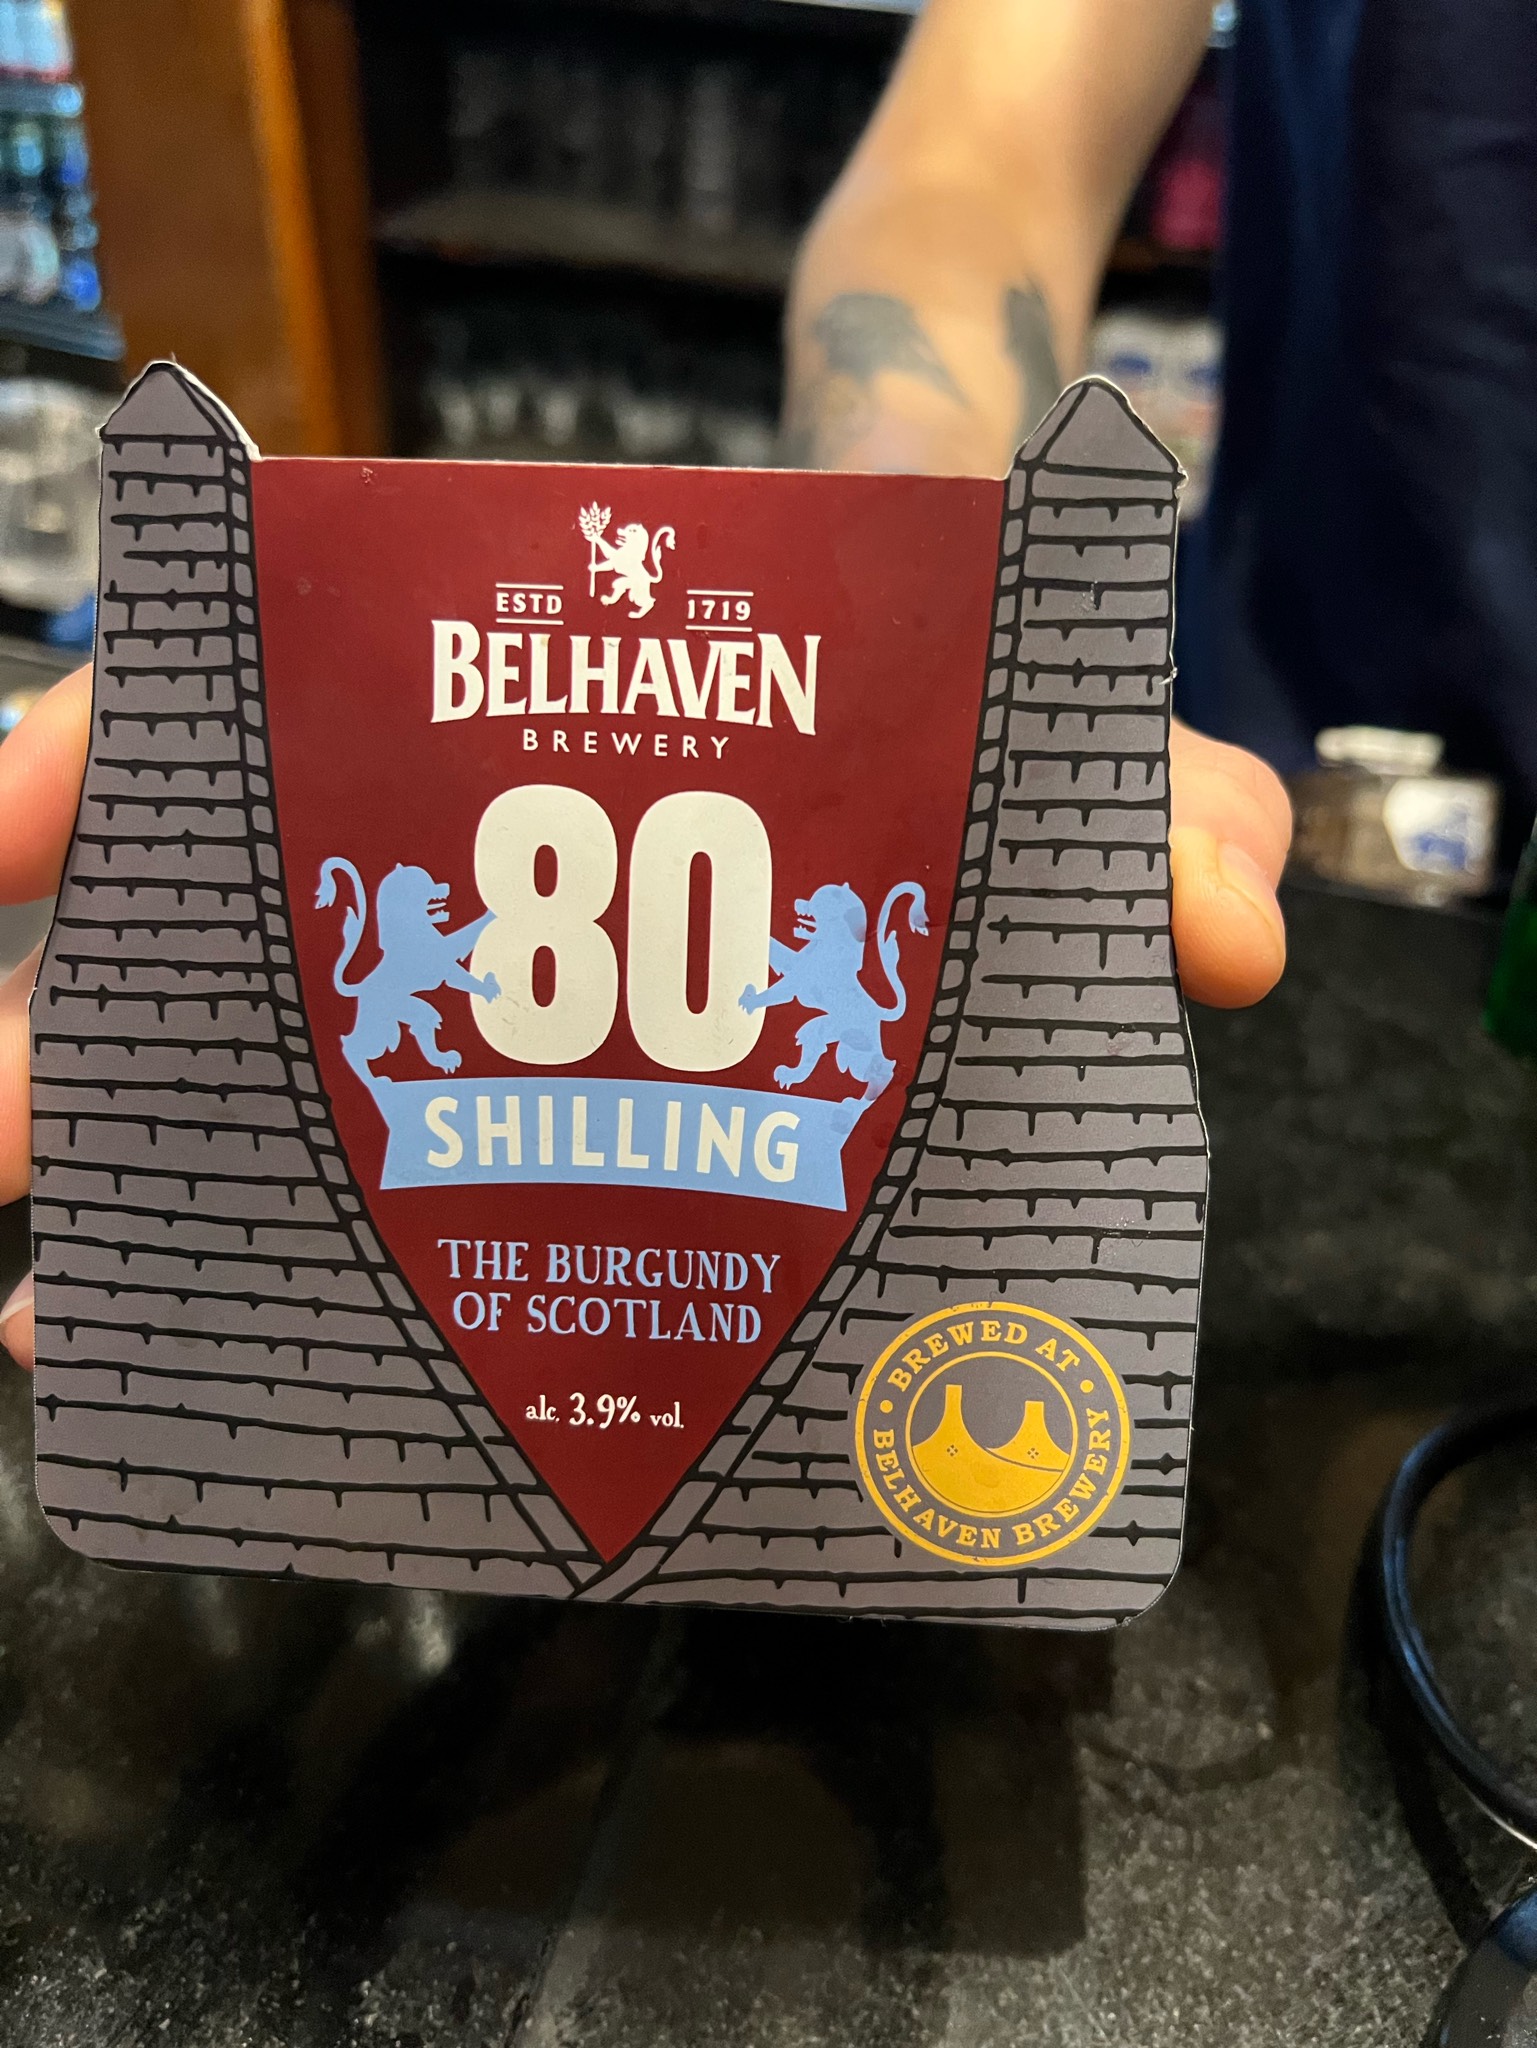 ESTD 1719
BELHAVEN
BREWERY
80
SHILLING
THE BURGUNDY
OF SCOTLAND
alc. 3.9% vol.
BREWED AT
BELHAVEN BREWERY